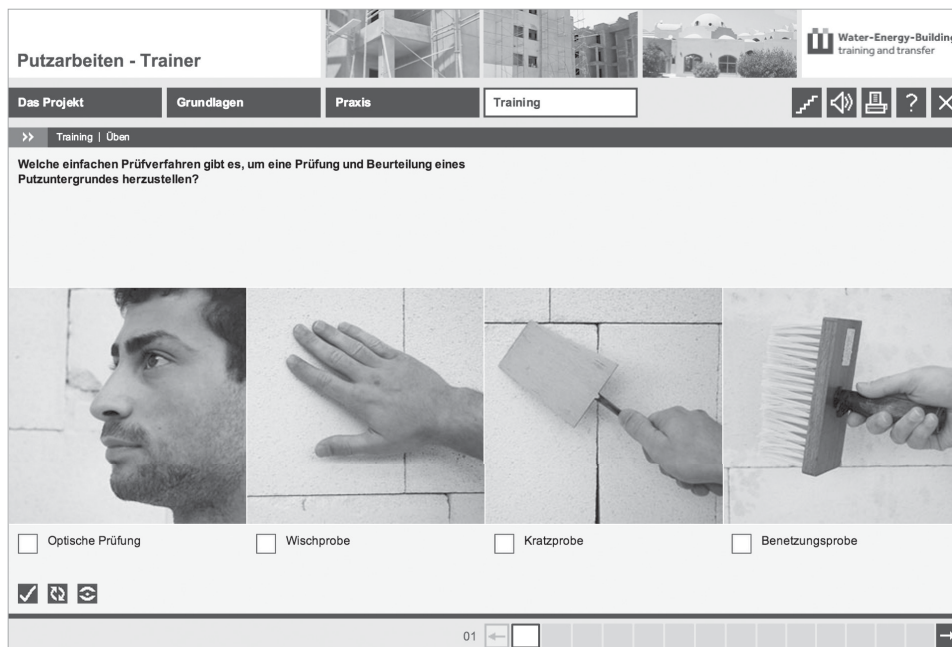 Putzarbeiten - Trainer
Water-Energy-Building
training and transfer
Das Projekt
Grundlagen
Praxis
Training
?
Training | Üben
Welche einfachen Prüfverfahren gibt es, um eine Prüfung und Beurteilung eines
Putzuntergrundes herzustellen?
Optische Prüfung
Wischprobe
Kratzprobe
Benetzungsprobe
01